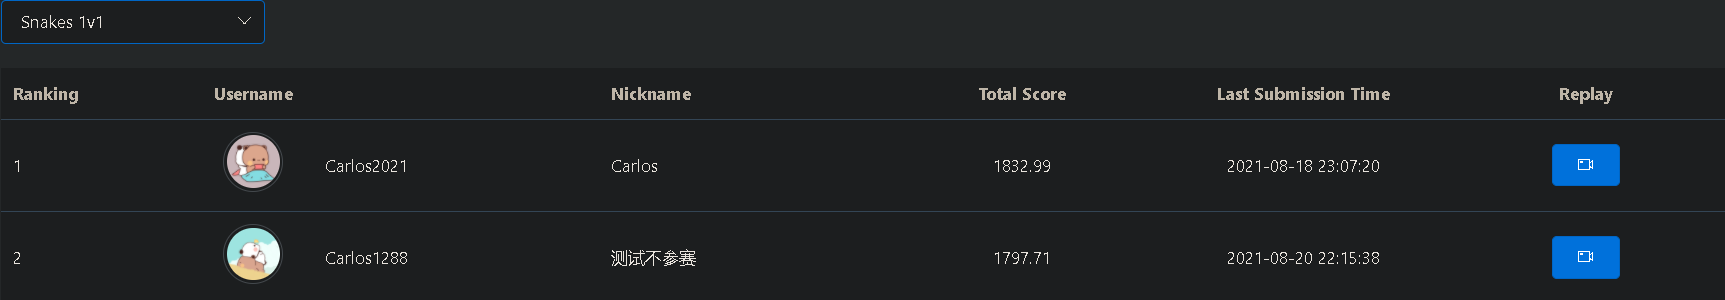 Snakes 1v1
Ranking Username Nickname Total Score Last Submission Time Replay
1 Carlos2021 Carlos 1832.99 2021-08-18 23:07:20
2 Carlos1288 测试不参赛 1797.71 2021-08-20 22:15:38